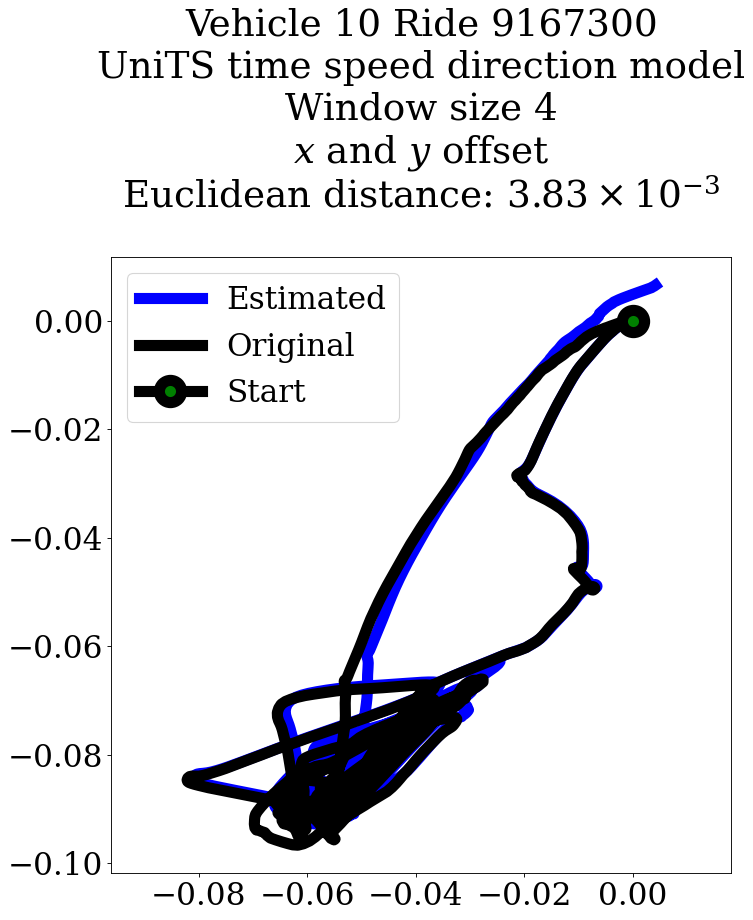 Vehicle 10 Ride 9167300
UniTS time speed direction model
Window size 4
x and y offset
Euclidean distance: 3.83 × 10⁻³
Estimated
Original
Start
0.00
−0.02
−0.04
−0.06
−0.08
−0.10
−0.08 −0.06 −0.04 −0.02 0.00